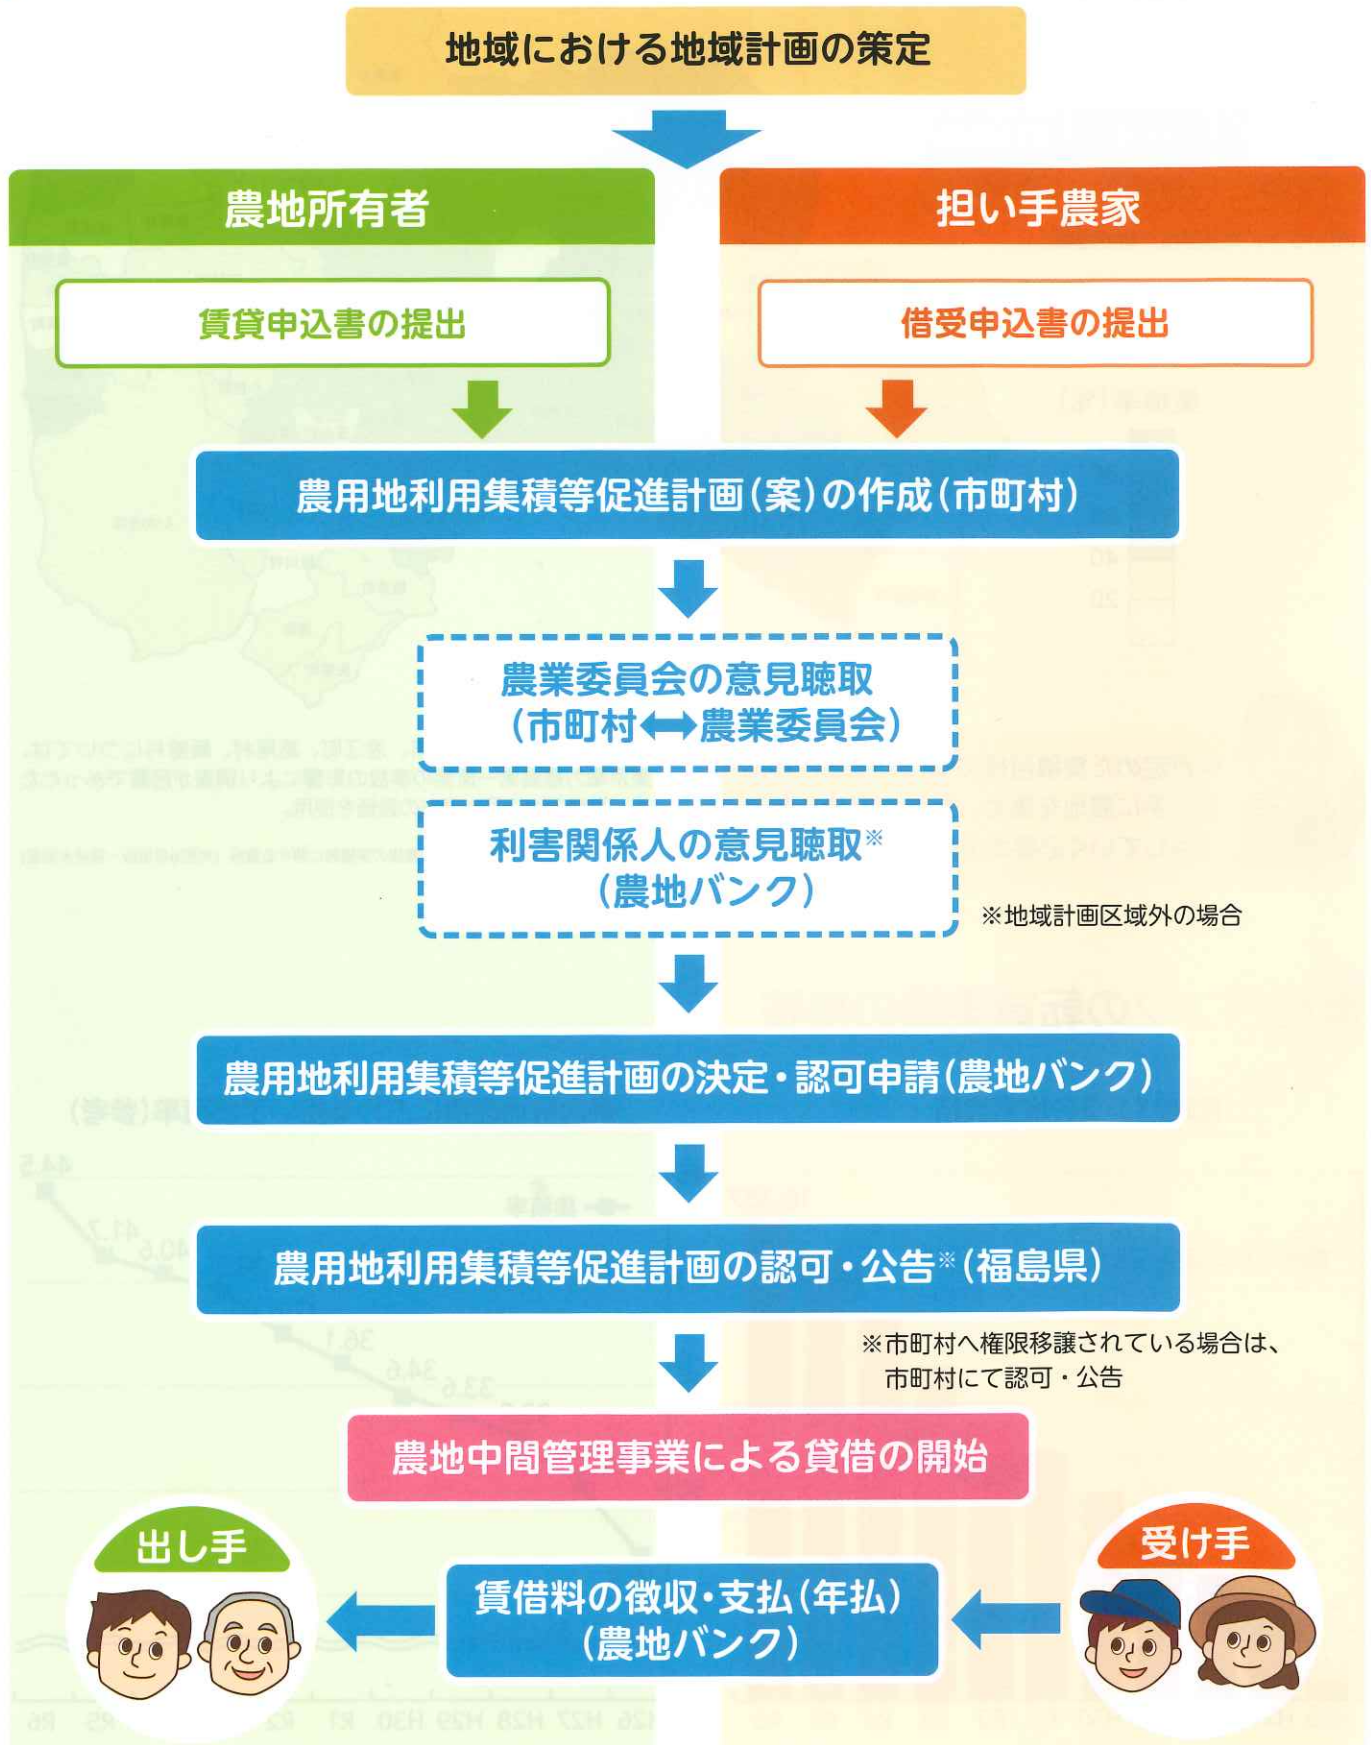 地域における地域計画の策定
農地所有者
担い手農家
賃貸申込書の提出
借受申込書の提出
農用地利用集積等促進計画(案)の作成(市町村)
農業委員会の意見聴取
(市町村⟷農業委員会)
利害関係人の意見聴取※
(農地バンク)
※地域計画区域外の場合
農用地利用集積等促進計画の決定・認可申請(農地バンク)
農用地利用集積等促進計画の認可・公告※(福島県)
※市町村へ権限移譲されている場合は、
市町村にて認可・公告
農地中間管理事業による貸借の開始
出し手
受け手
賃借料の徴収・支払(年払)
(農地バンク)